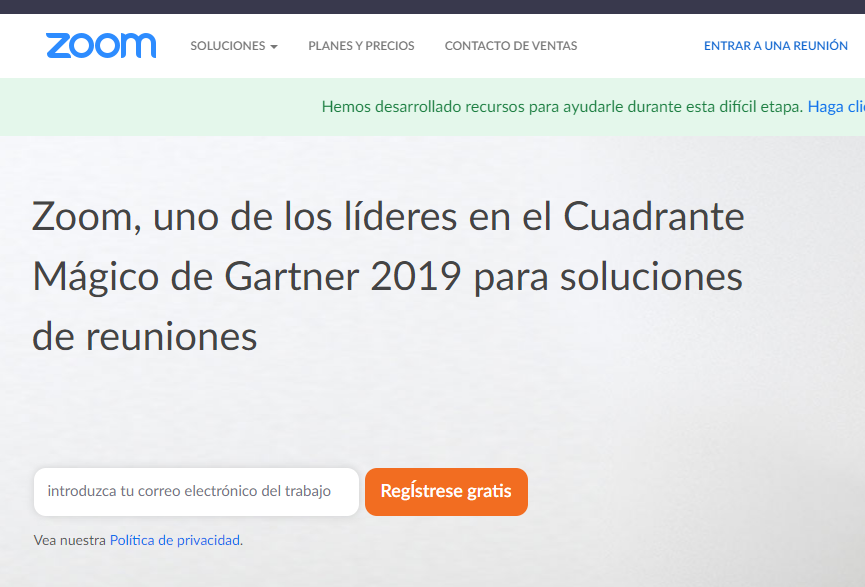 zoom
SOLUCIONES
PLANES Y PRECIOS
CONTACTO DE VENTAS
ENTRAR A UNA REUNIÓN
Hemos desarrollado recursos para ayudarle durante esta difícil etapa. Haga clic
Zoom, uno de los líderes en el Cuadrante
Mágico de Gartner 2019 para soluciones
de reuniones
introduzca tu correo electrónico del trabajo
RegÍstrese gratis
Vea nuestra Política de privacidad.